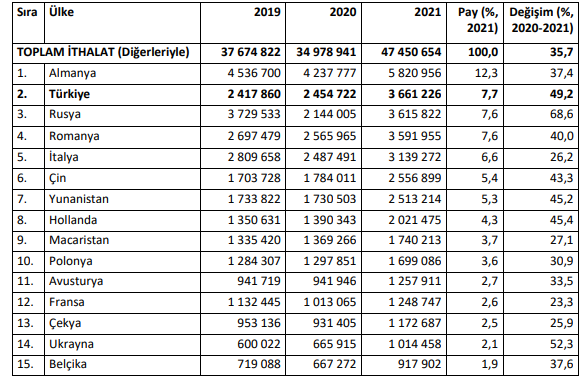 Sıra Ülke 2019 2020 2021 Pay (%, 2021) Değişim (%, 2020-2021)
TOPLAM İTHALAT (Diğerleriyle) 37 674 822 34 978 941 47 450 654 100,0 35,7
1. Almanya 4 536 700 4 237 777 5 820 956 12,3 37,4
2. Türkiye 2 417 860 2 454 722 3 661 226 7,7 49,2
3. Rusya 3 729 533 2 144 005 3 615 822 7,6 68,6
4. Romanya 2 697 479 2 565 965 3 591 955 7,6 40,0
5. İtalya 2 809 658 2 487 491 3 139 272 6,6 26,2
6. Çin 1 703 728 1 784 011 2 556 899 5,4 43,3
7. Yunanistan 1 733 822 1 730 503 2 513 214 5,3 45,2
8. Hollanda 1 350 631 1 390 343 2 021 475 4,3 45,4
9. Macaristan 1 335 420 1 369 266 1 740 213 3,7 27,1
10. Polonya 1 284 307 1 297 851 1 699 086 3,6 30,9
11. Avusturya 941 719 941 946 1 257 911 2,7 33,5
12. Fransa 1 132 445 1 013 065 1 248 747 2,6 23,3
13. Çekya 953 136 931 405 1 172 687 2,5 25,9
14. Ukrayna 600 022 665 915 1 014 458 2,1 52,3
15. Belçika 719 088 667 272 917 902 1,9 37,6